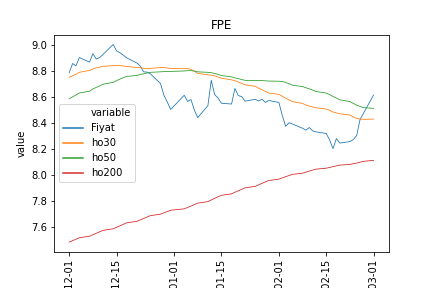 FPE
9.0
8.8
8.6
8.4
8.2
8.0
7.8
7.6
value
variable
Fiyat
ho30
ho50
ho200
12-01
12-15
01-01
01-15
02-01
02-15
03-01